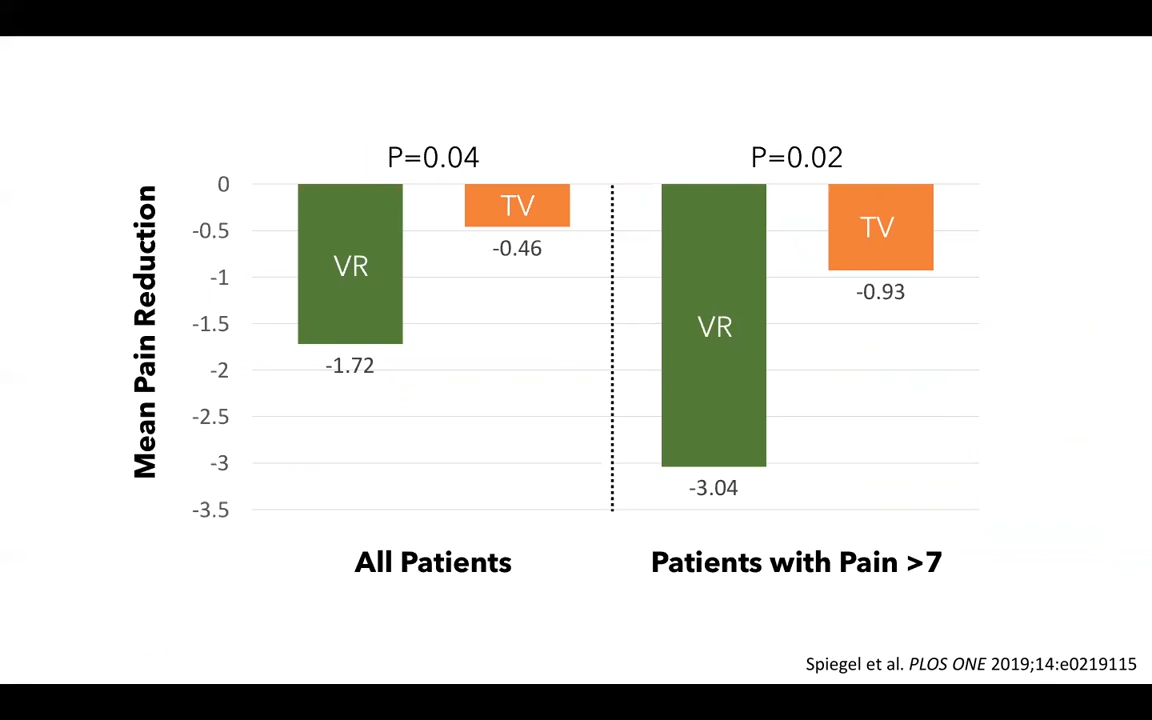 P=0.04
P=0.02
Mean Pain Reduction
0
-0.5
-1
-1.5
-2
-2.5
-3
-3.5
VR
-1.72
TV
-0.46
VR
-3.04
TV
-0.93
All Patients
Patients with Pain >7
Spiegel et al. PLOS ONE 2019;14:e0219115